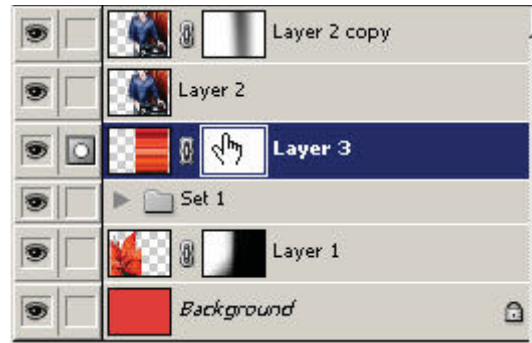 Layer 2 copy
Layer 2
Layer 3
Set 1
Layer 1
Background